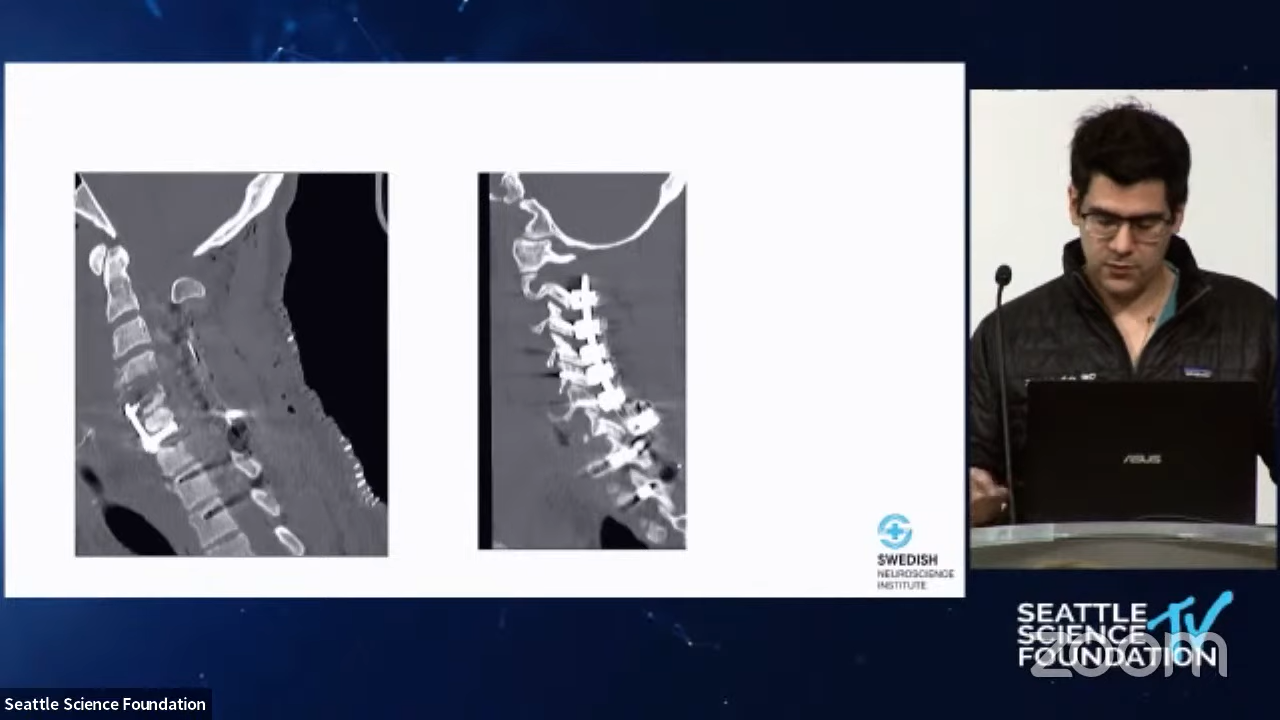 SWEDISH
NEUROSCIENCE
INSTITUTE
ASUS
SEATTLE
SCIENCE TV
FOUNDATION
zoom
Seattle Science Foundation